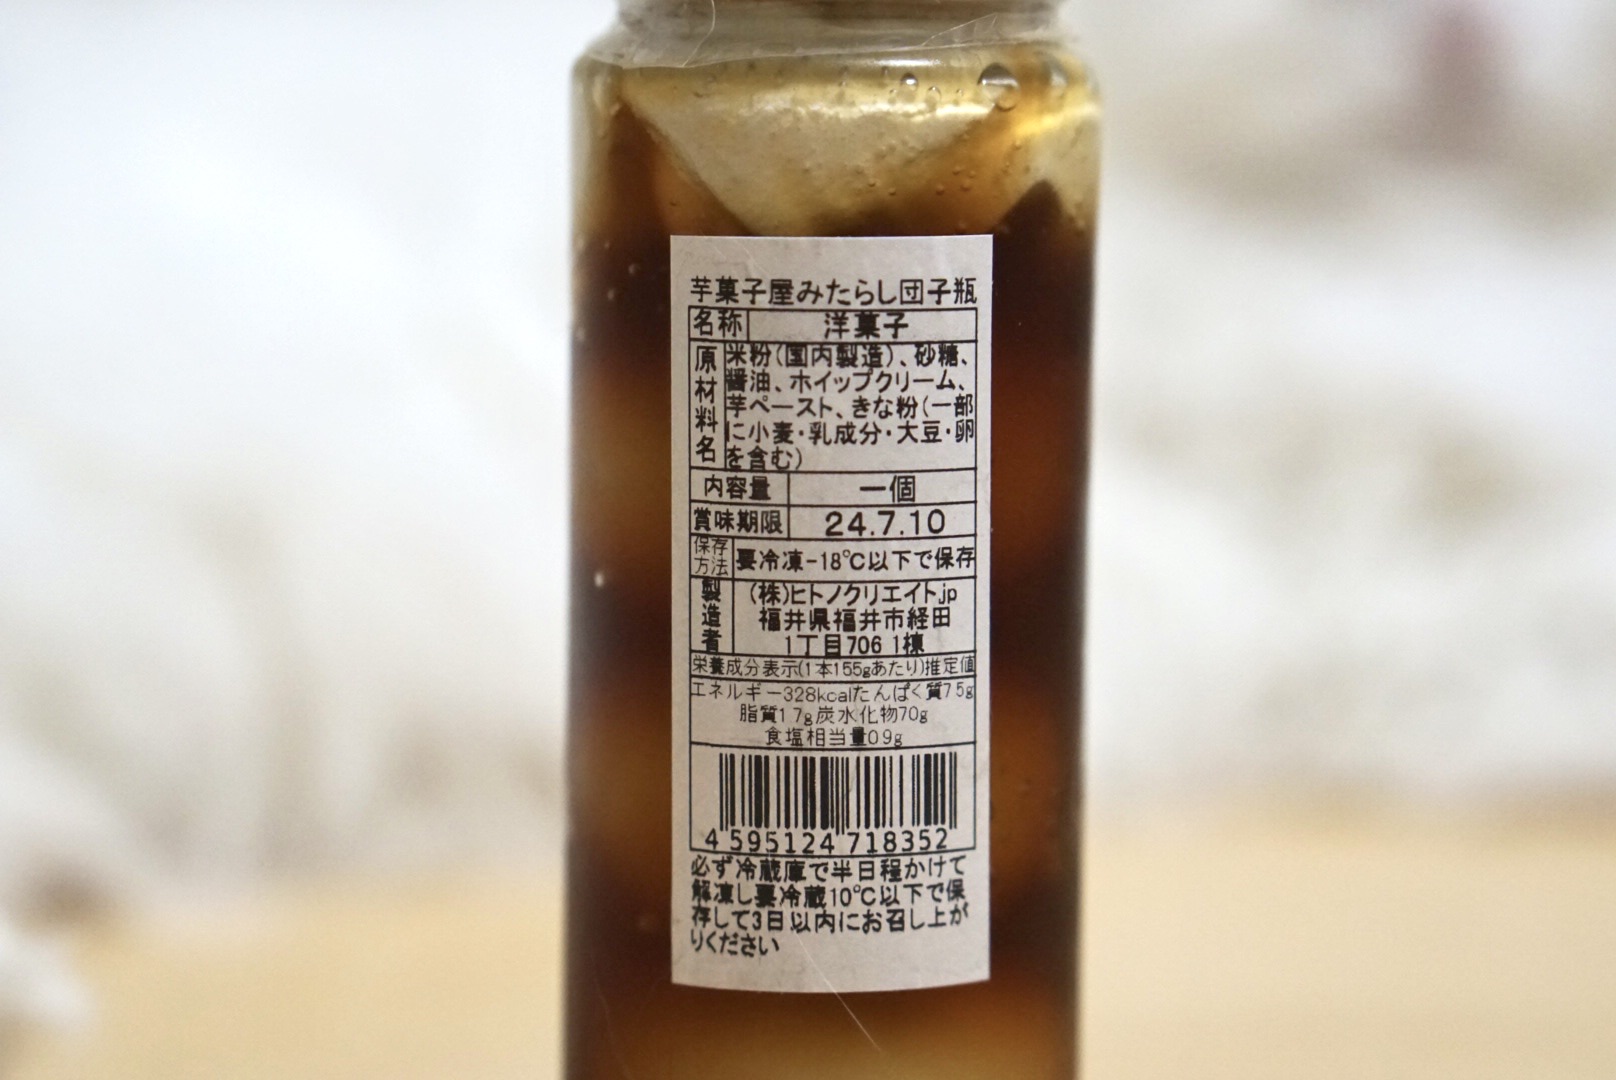 芋菓子屋みたらし団子瓶
名称 洋菓子
原材料名 米粉(国内製造)、砂糖、
醤油、ホイップクリーム、
芋ペースト、きな粉(一部
に小麦・乳成分・大豆・卵
を含む)
内容量 一個
賞味期限 24.7.10
保存方法 要冷凍-18℃以下で保存
製造者 (株)ヒトノクリエイトjp
福井県福井市経田
1丁目706 1棟
栄養成分表示(1本155gあたり)推定値
エネルギー328kcalたんぱく質7.5g
脂質1.7g炭水化物70g
食塩相当量0.9g
4 595124 718352
必ず冷蔵庫で半日程かけて
解凍し要冷蔵10℃以下で保
存して3日以内にお召し上が
りください